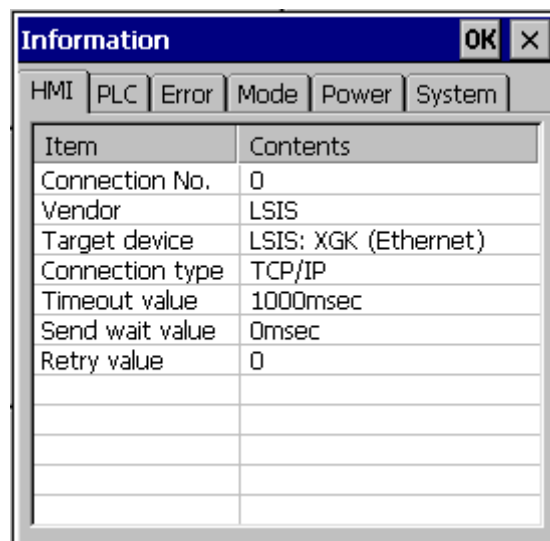 Information OK ×
HMI PLC Error Mode Power System
Item Contents
Connection No. 0
Vendor LSIS
Target device LSIS: XGK (Ethernet)
Connection type TCP/IP
Timeout value 1000msec
Send wait value 0msec
Retry value 0